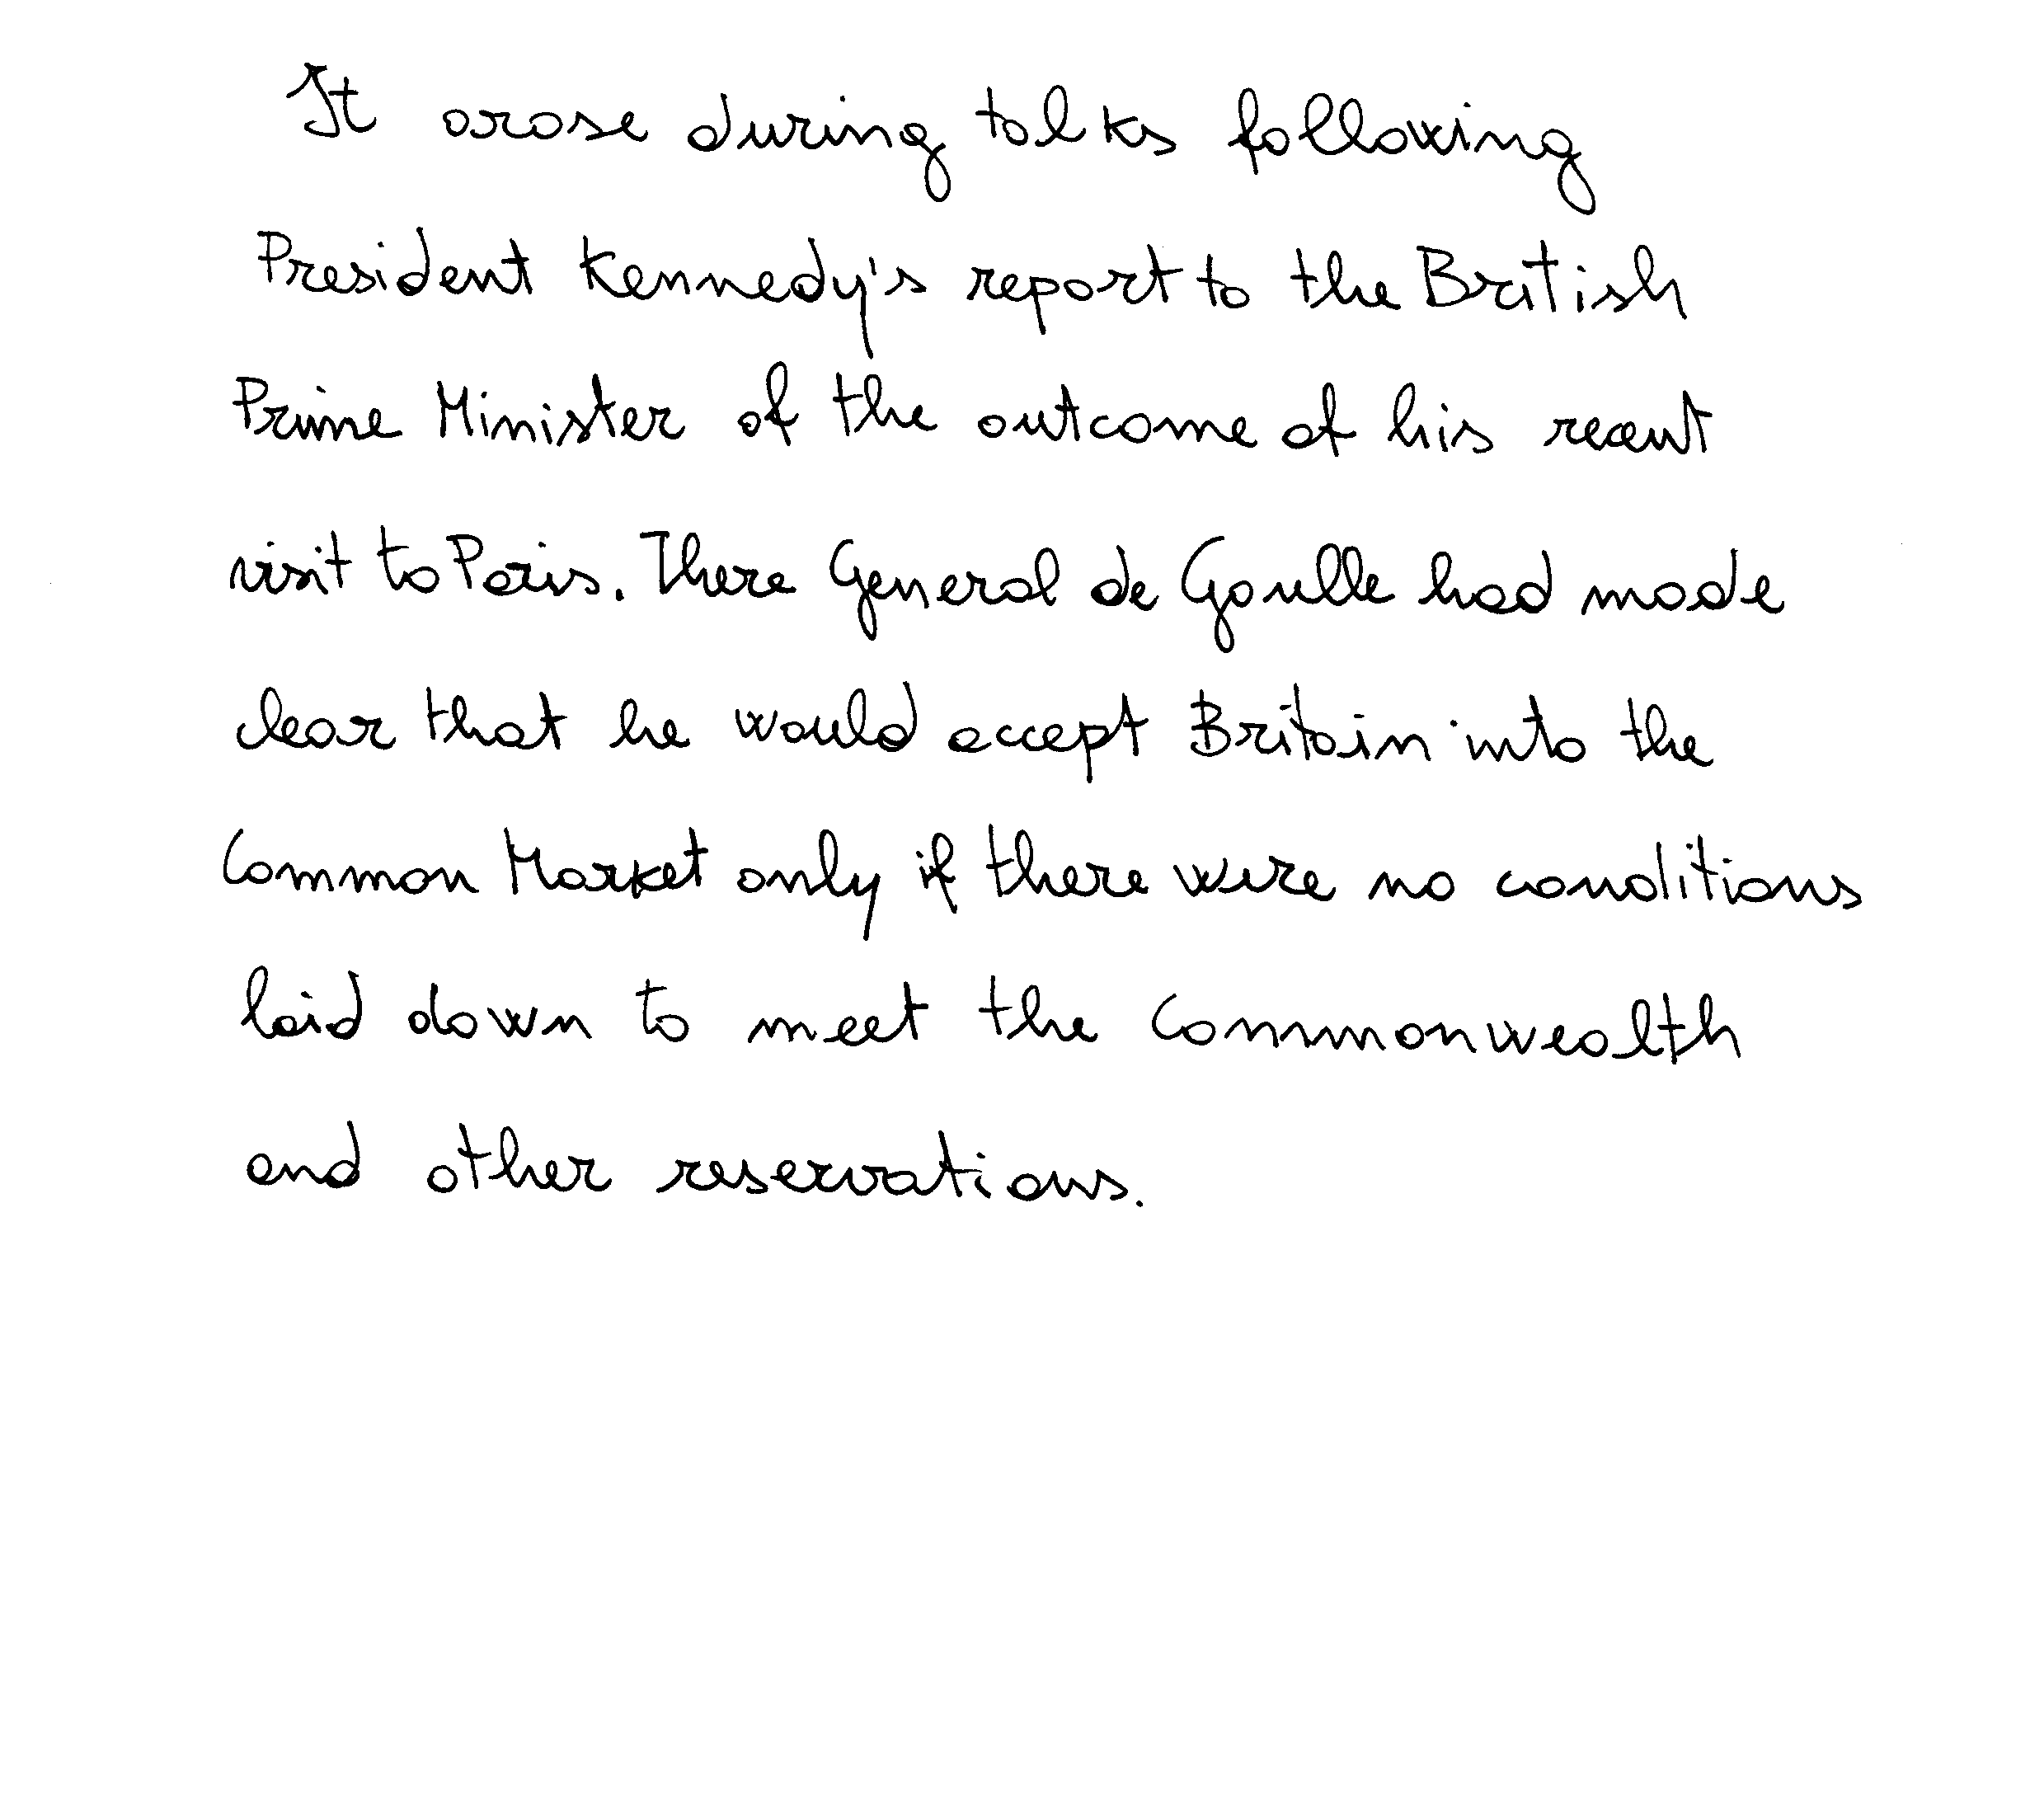 It arose during talks following
President Kennedy's report to the British
Prime Minister of the outcome of his recent
visit to Paris. There General de Gaulle had made
clear that he would accept Britain into the
Common Market only if there were no conditions
laid down to meet the Commonwealth
and other reservations.